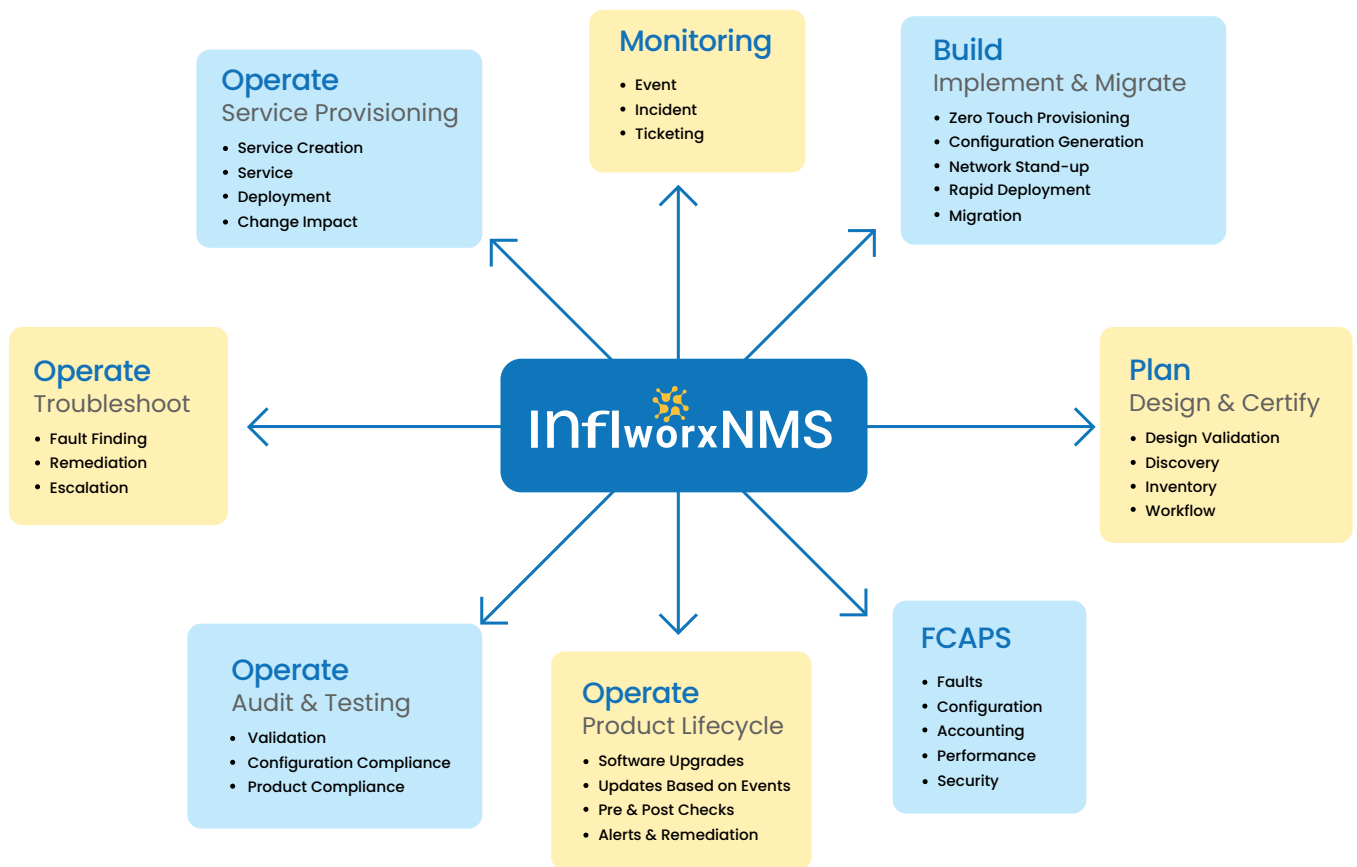 Monitoring
• Event
• Incident
• Ticketing
Operate
Service Provisioning
• Service Creation
• Service
• Deployment
• Change Impact
Build
Implement & Migrate
• Zero Touch Provisioning
• Configuration Generation
• Network Stand-up
• Rapid Deployment
• Migration
Operate
Troubleshoot
• Fault Finding
• Remediation
• Escalation
InfiworxNMS
Plan
Design & Certify
• Design Validation
• Discovery
• Inventory
• Workflow
Operate
Audit & Testing
• Validation
• Configuration Compliance
• Product Compliance
Operate
Product Lifecycle
• Software Upgrades
• Updates Based on Events
• Pre & Post Checks
• Alerts & Remediation
FCAPS
• Faults
• Configuration
• Accounting
• Performance
• Security